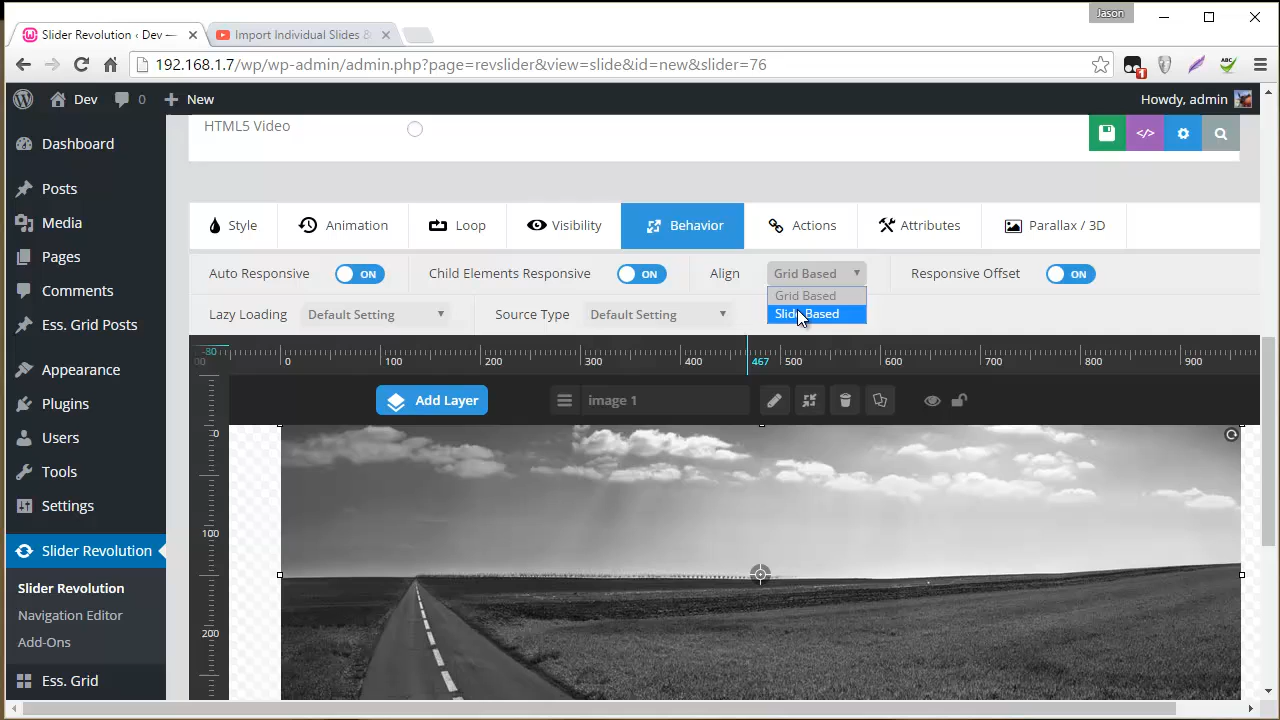 Jason
Slider Revolution ‹ Dev —
Import Individual Slides &
192.168.1.7/wp/wp-admin/admin.php?page=revslider&view=slide&id=new&slider=76
1
ABC
Dev
0
New
Howdy, admin
Dashboard
Posts
Media
Pages
Comments
Ess. Grid Posts
Appearance
Plugins
Users
Tools
Settings
Slider Revolution
Slider Revolution
Navigation Editor
Add-Ons
Ess. Grid
HTML5 Video
</>
Style
Animation
Loop
Visibility
Behavior
Actions
Attributes
Parallax / 3D
Auto Responsive
ON
Child Elements Responsive
ON
Align
Grid Based
Responsive Offset
ON
Grid Based
Slide Based
Lazy Loading
Default Setting
Source Type
Default Setting
-80
00
0
100
200
300
400
467
500
600
700
800
900
Add Layer
image 1
0
100
200